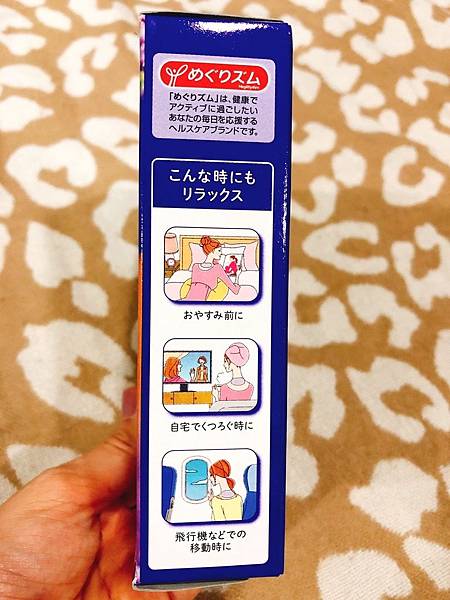 めぐりズム
MegRhythm
「めぐりズム」は、健康で
アクティブに過ごしたい
あなたの毎日を応援する
ヘルスケアブランドです。
こんな時にも
リラックス
おやすみ前に
自宅でくつろぐ時に
飛行機などでの
移動時に